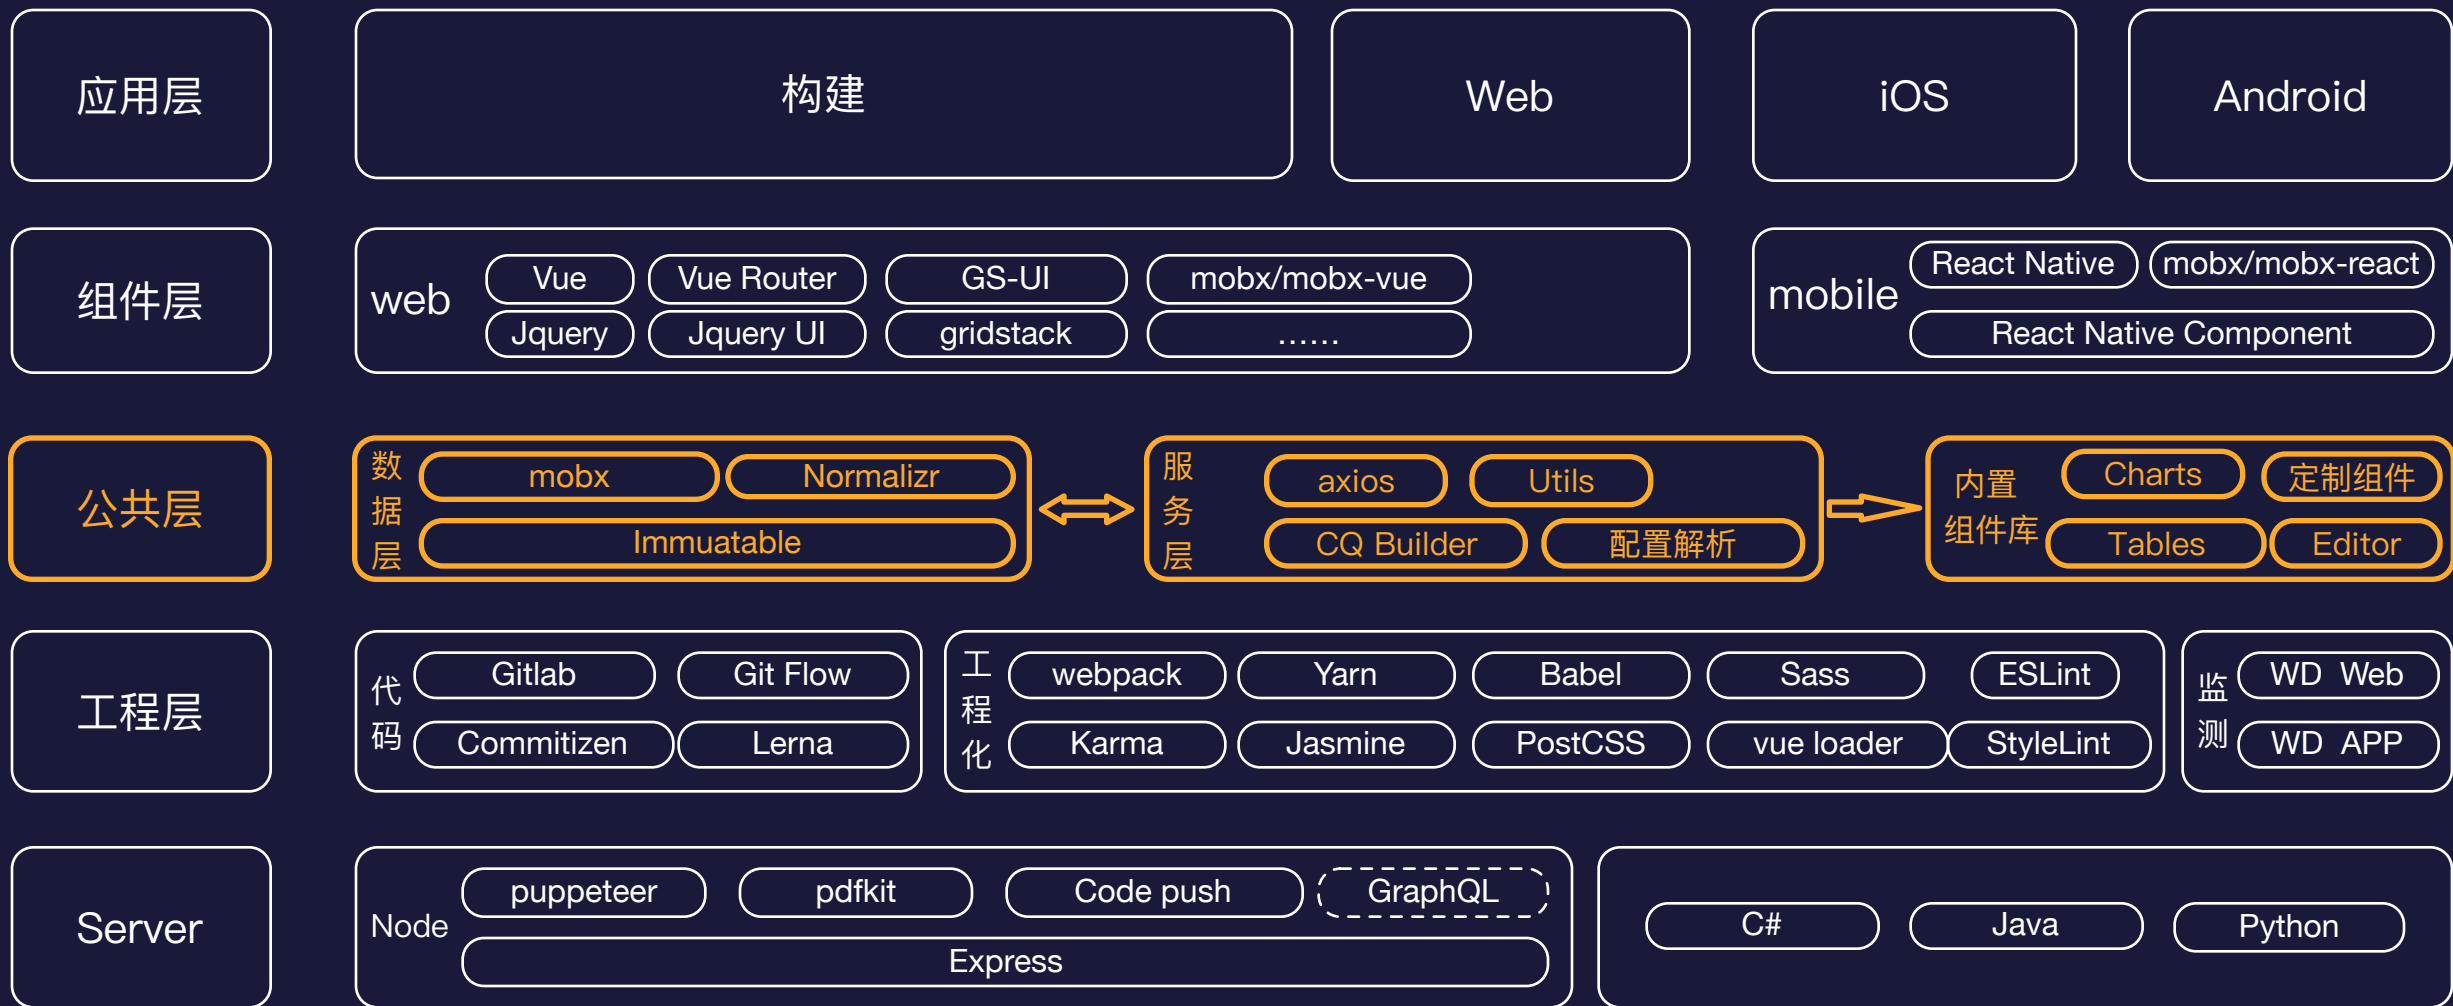 应用层
构建
Web
iOS
Android
组件层
web
Vue
Vue Router
GS-UI
mobx/mobx-vue
Jquery
Jquery UI
gridstack
......
mobile
React Native
mobx/mobx-react
React Native Component
公共层
数据层
mobx
Normalizr
Immuatable
服务层
axios
Utils
CQ Builder
配置解析
内置
组件库
Charts
定制组件
Tables
Editor
工程层
代码
Gitlab
Git Flow
Commitizen
Lerna
工程化
webpack
Yarn
Babel
Sass
ESLint
Karma
Jasmine
PostCSS
vue loader
StyleLint
监测
WD Web
WD APP
Server
Node
puppeteer
pdfkit
Code push
GraphQL
Express
C#
Java
Python